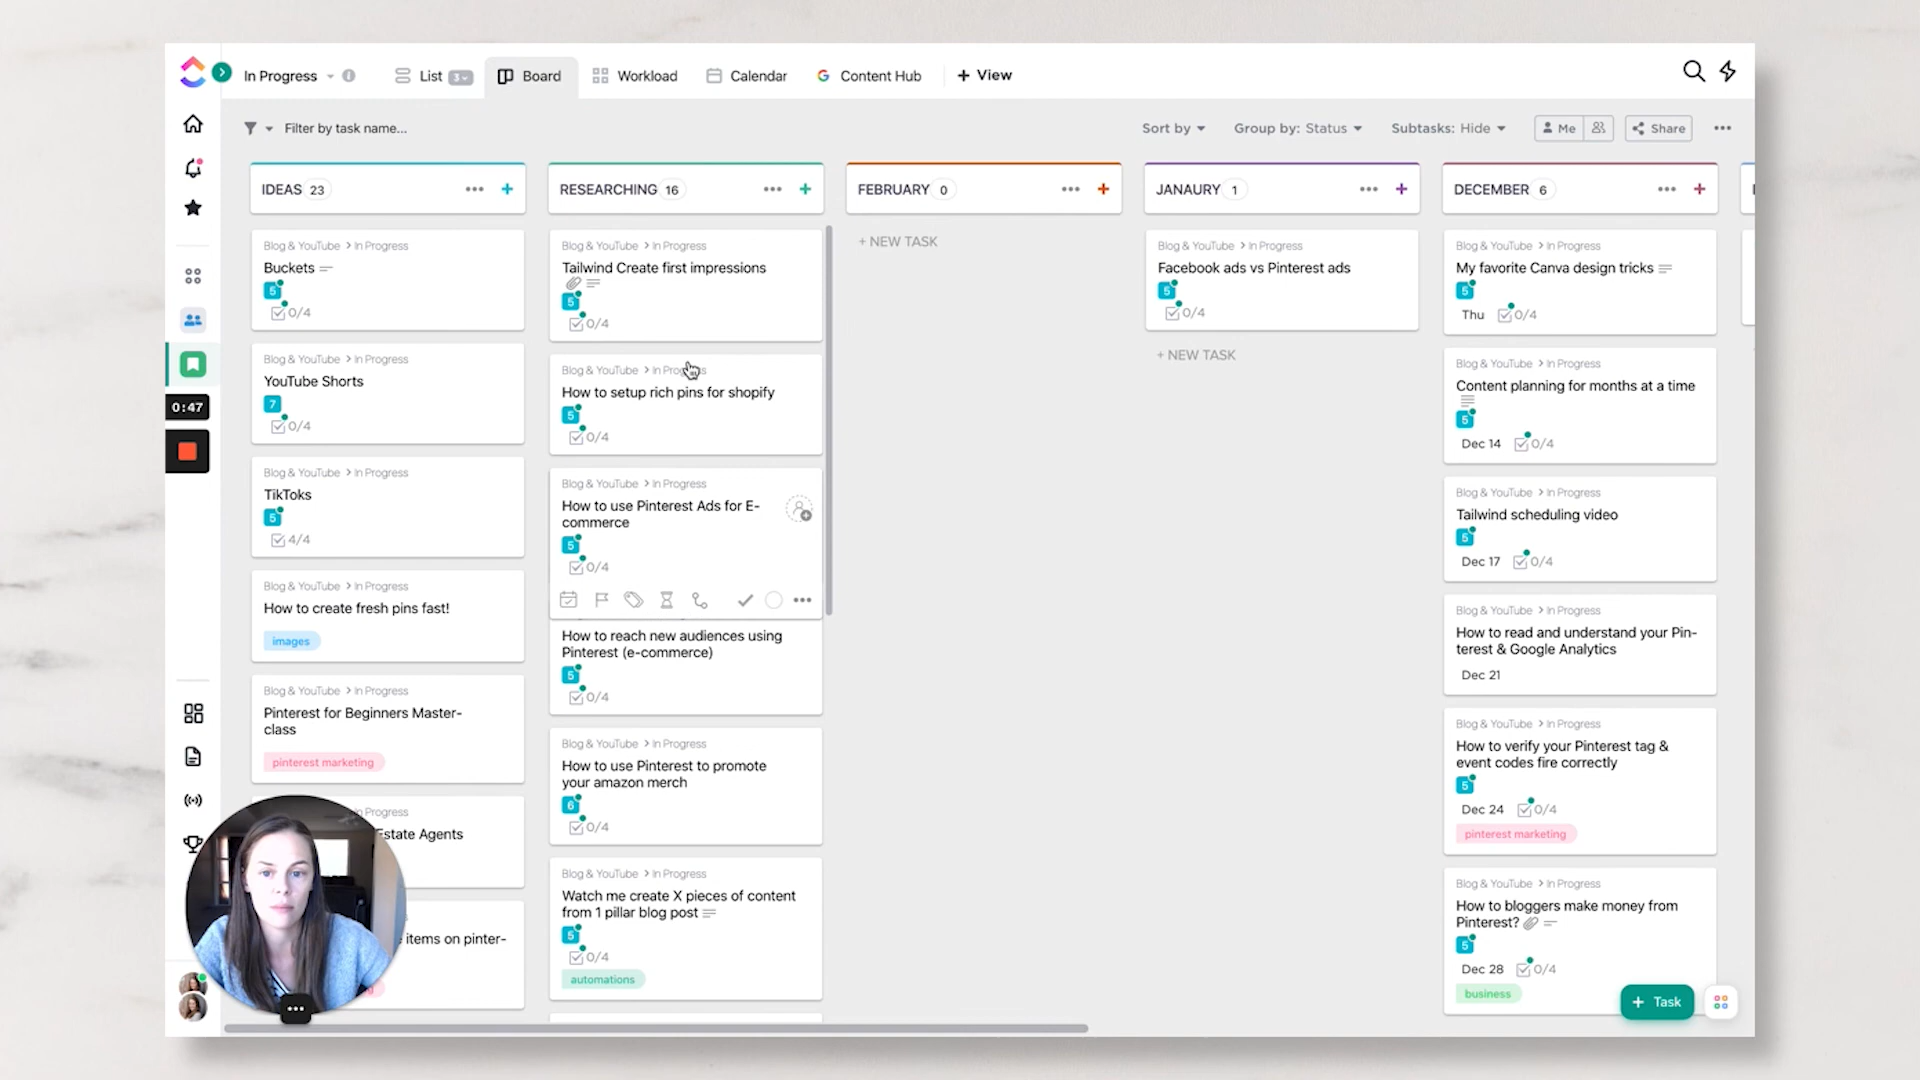 In Progress
List 3
Board
Workload
Calendar
Content Hub
+ View
Filter by task name...
Sort by
Group by: Status
Subtasks: Hide
Me
Share
IDEAS 23
Blog & YouTube > In Progress
Buckets
5
0/4
Blog & YouTube > In Progress
YouTube Shorts
7
0/4
Blog & YouTube > In Progress
TikToks
5
4/4
Blog & YouTube > In Progress
How to create fresh pins fast!
images
Blog & YouTube > In Progress
Pinterest for Beginners Master-
class
pinterest marketing
In Progress
Estate Agents
items on pinter-
RESEARCHING 16
Blog & YouTube > In Progress
Tailwind Create first impressions
5
0/4
Blog & YouTube > In Progress
How to setup rich pins for shopify
5
0/4
Blog & YouTube > In Progress
How to use Pinterest Ads for E-
commerce
5
0/4
How to reach new audiences using
Pinterest (e-commerce)
5
0/4
Blog & YouTube > In Progress
How to use Pinterest to promote
your amazon merch
6
0/4
Blog & YouTube > In Progress
Watch me create X pieces of content
from 1 pillar blog post
5
0/4
automations
FEBRUARY 0
+ NEW TASK
JANAURY 1
Blog & YouTube > In Progress
Facebook ads vs Pinterest ads
5
0/4
+ NEW TASK
DECEMBER 6
Blog & YouTube > In Progress
My favorite Canva design tricks
5
Thu 0/4
Blog & YouTube > In Progress
Content planning for months at a time
5
Dec 14 0/4
Blog & YouTube > In Progress
Tailwind scheduling video
5
Dec 17 0/4
Blog & YouTube > In Progress
How to read and understand your Pin-
terest & Google Analytics
Dec 21
Blog & YouTube > In Progress
How to verify your Pinterest tag &
event codes fire correctly
5
Dec 24 0/4
pinterest marketing
Blog & YouTube > In Progress
How to bloggers make money from
Pinterest?
5
Dec 28 0/4
business
0:47
+ Task